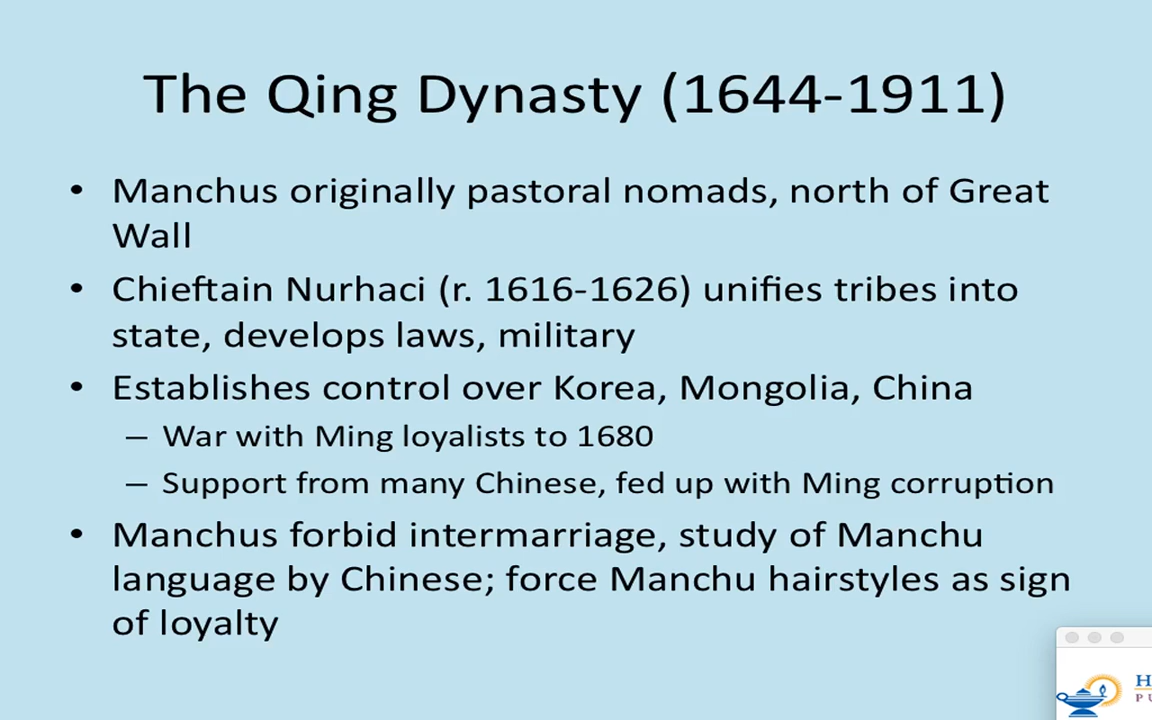 The Qing Dynasty (1644-1911)
• Manchus originally pastoral nomads, north of Great
Wall
• Chieftain Nurhaci (r. 1616-1626) unifies tribes into
state, develops laws, military
• Establishes control over Korea, Mongolia, China
– War with Ming loyalists to 1680
– Support from many Chinese, fed up with Ming corruption
• Manchus forbid intermarriage, study of Manchu
language by Chinese; force Manchu hairstyles as sign
of loyalty
H
PU